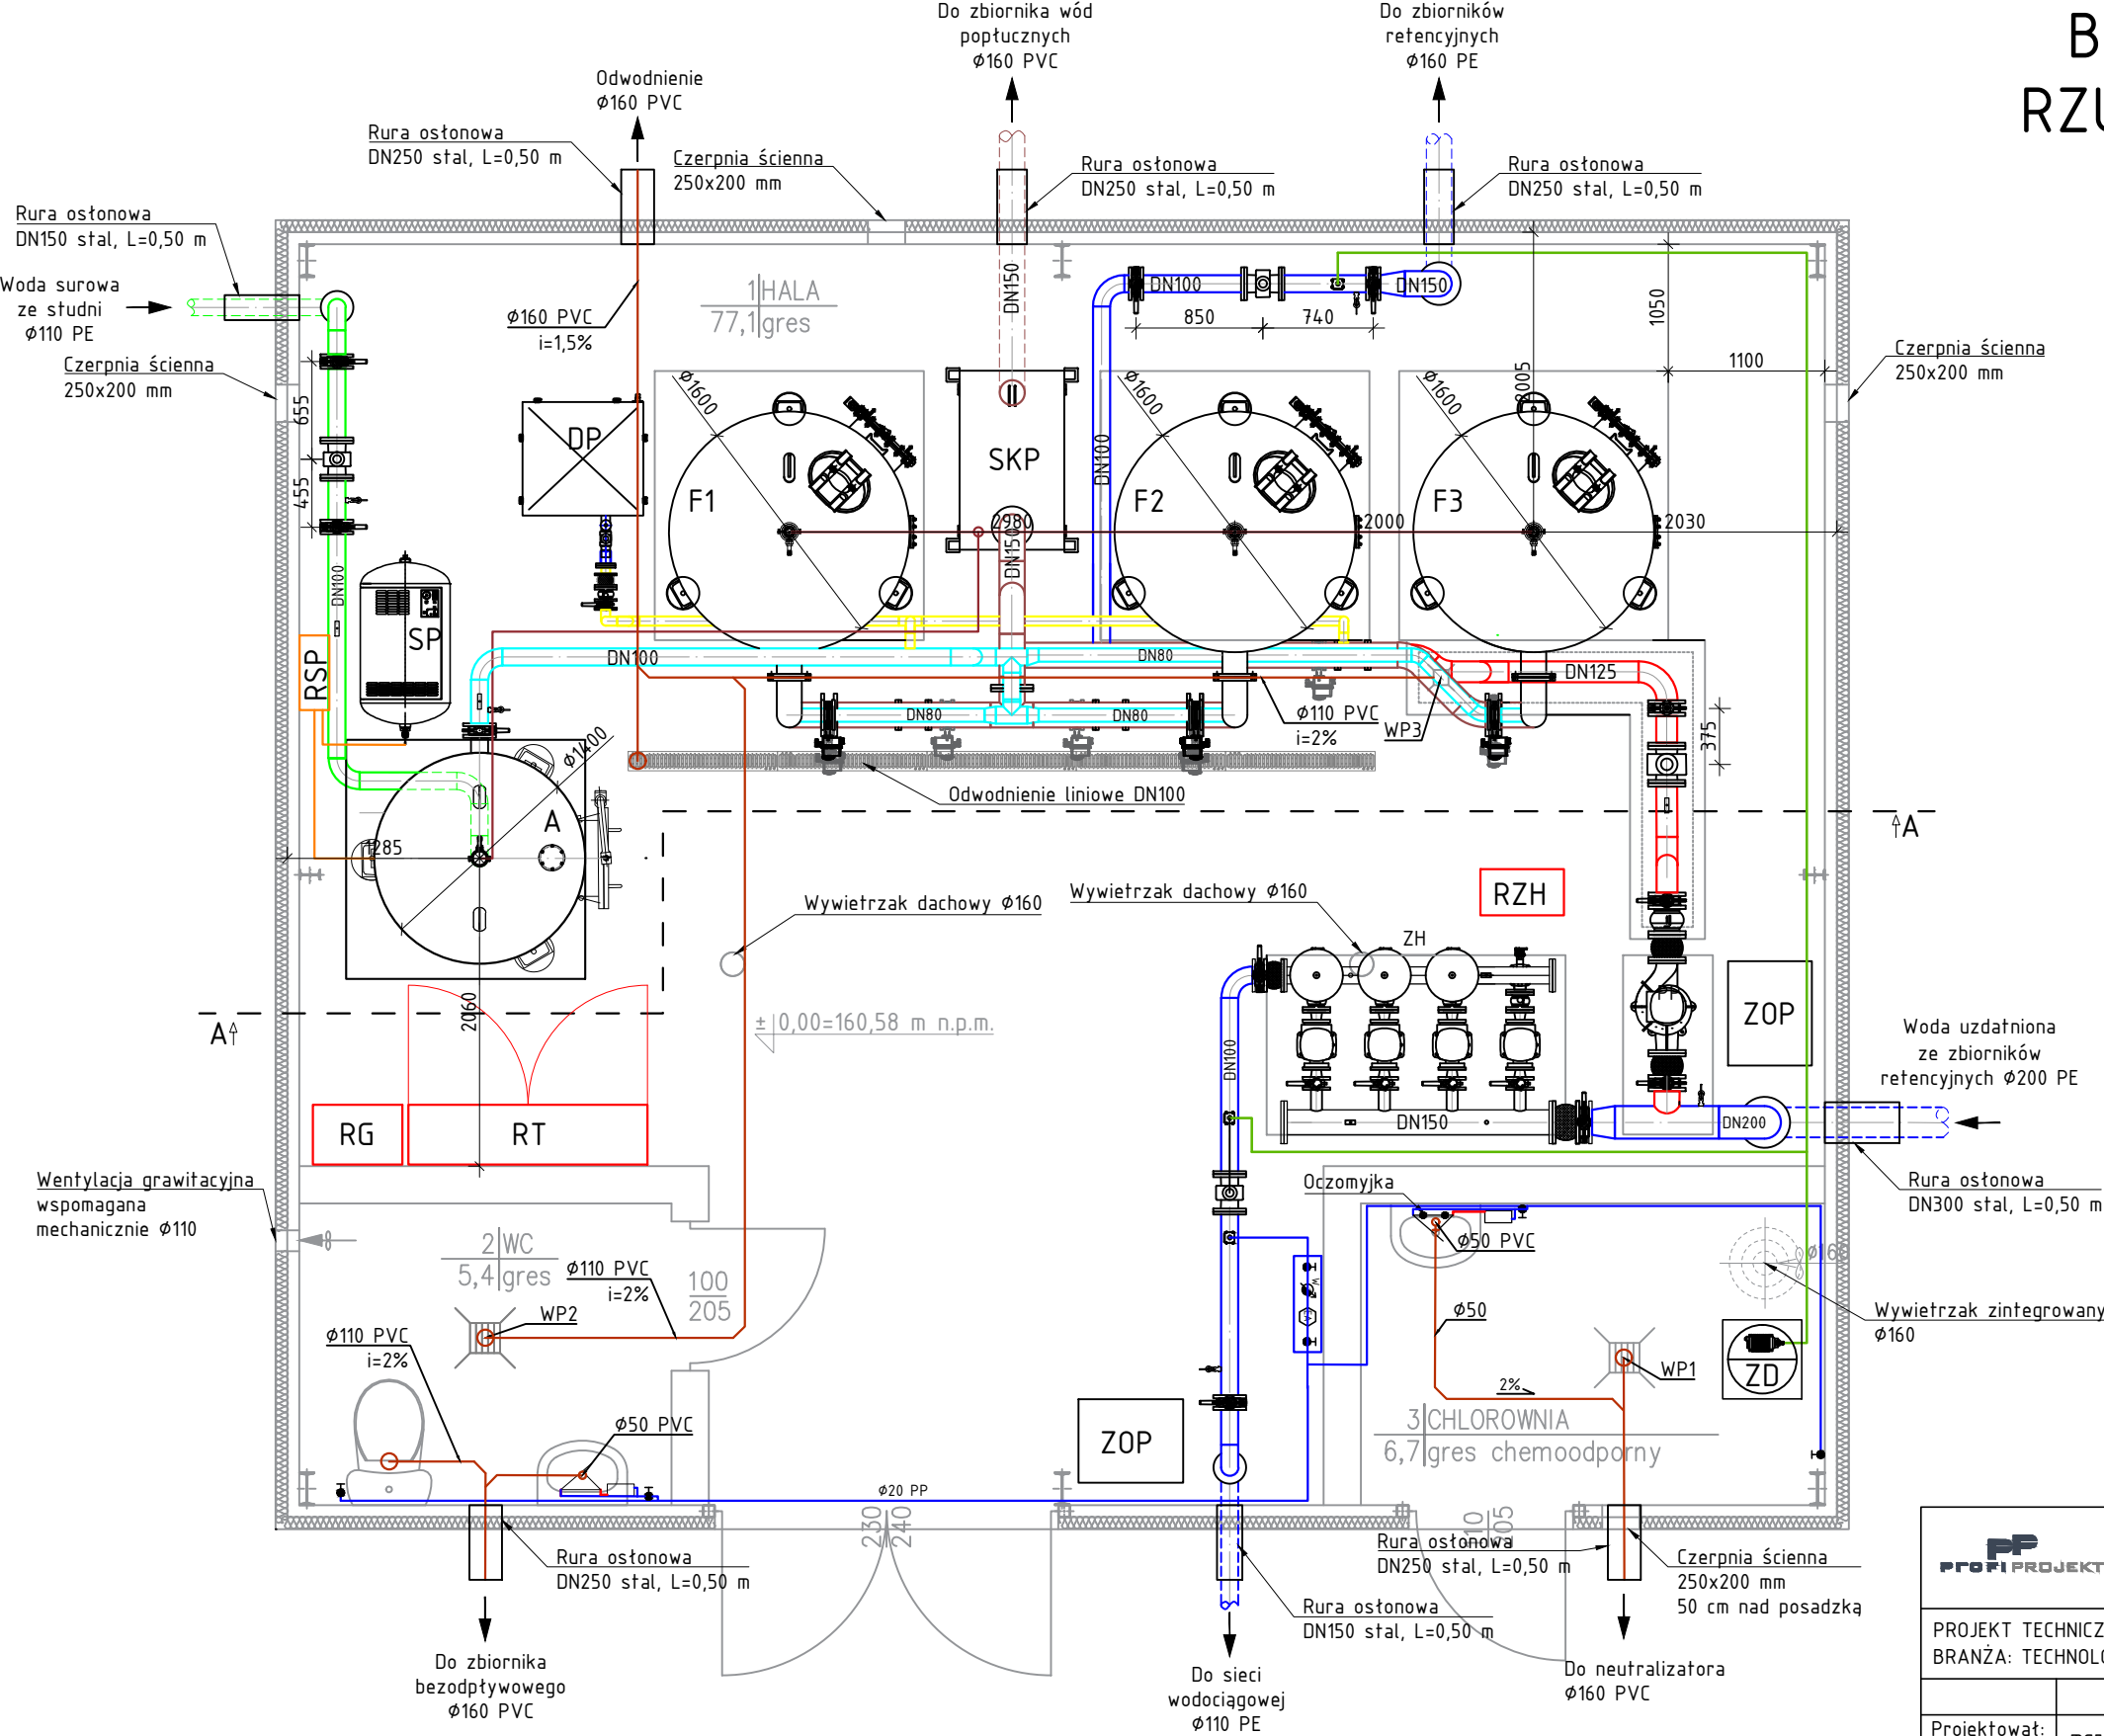 B
RZU
Do zbiornika wód
popłucznych
Ø160 PVC
Do zbiorników
retencyjnych
Ø160 PE
Odwodnienie
Ø160 PVC
Rura osłonowa
DN250 stal, L=0,50 m
Czerpnia ścienna
250x200 mm
Rura osłonowa
DN250 stal, L=0,50 m
Rura osłonowa
DN250 stal, L=0,50 m
Rura osłonowa
DN150 stal, L=0,50 m
Woda surowa
ze studni
Ø110 PE
Czerpnia ścienna
250x200 mm
1 HALA
77,1 gres
Ø160 PVC
i=1,5%
DN150
DN100
DN150
850
740
1050
1100
2005
Czerpnia ścienna
250x200 mm
655
455
DN100
DP
Ø1600
F1
SKP
Ø1600
F2
Ø1600
F3
DN100
2980
DN150
2000
2030
SP
RSP
DN100
DN80
DN125
DN80
DN80
Ø110 PVC
i=2%
WP3
375
Odwodnienie liniowe DN100
Ø1400
A
1285
A
Wywietrzak dachowy Ø160
Wywietrzak dachowy Ø160
RZH
ZH
2060
A
± 0,00=160,58 m n.p.m.
DN100
ZOP
Woda uzdatniona
ze zbiorników
retencyjnych Ø200 PE
RG
RT
DN150
DN200
Wentylacja grawitacyjna
wspomagana
mechanicznie Ø110
Oczomyjka
Rura osłonowa
DN300 stal, L=0,50 m
2 WC
5,4 gres
Ø110 PVC
i=2%
100
205
Ø50 PVC
WP2
Ø110 PVC
i=2%
Ø50
Wywietrzak zintegrowany
Ø160
WP1
ZD
2%
Ø50 PVC
ZOP
3 CHLOROWNIA
6,7 gres chemoodporny
Ø20 PP
230
240
205
Rura osłonowa
DN250 stal, L=0,50 m
Rura osłonowa
DN250 stal, L=0,50 m
Czerpnia ścienna
250x200 mm
50 cm nad posadzką
Rura osłonowa
DN150 stal, L=0,50 m
Do zbiornika
bezodpływowego
Ø160 PVC
Do sieci
wodociągowej
Ø110 PE
Do neutralizatora
Ø160 PVC
PROFI PROJEKT
PROJEKT TECHNICZ
BRANŻA: TECHNOLO
Projektował: